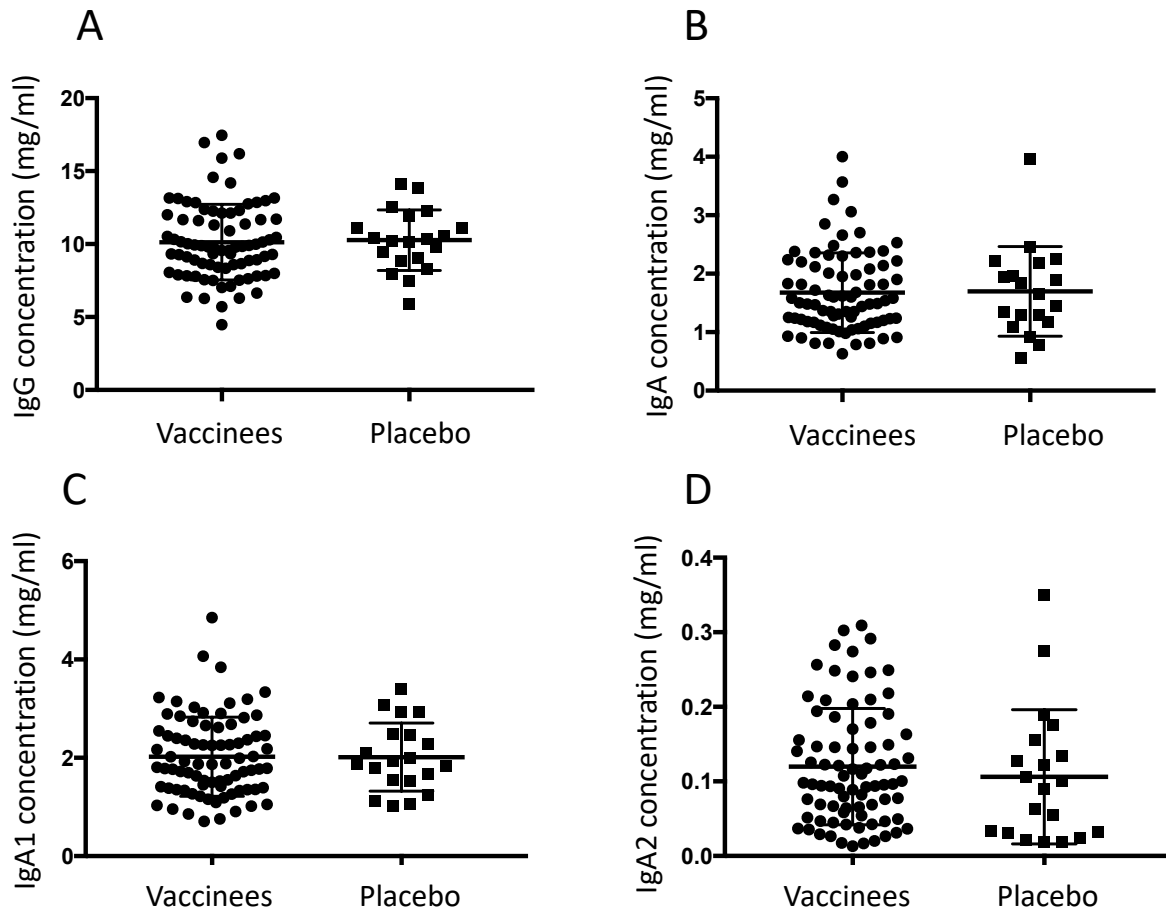 A
IgG concentration (mg/ml)
20
15
10
5
0
Vaccinees
Placebo
B
IgA concentration (mg/ml)
5
4
3
2
1
0
Vaccinees
Placebo
C
IgA1 concentration (mg/ml)
6
4
2
0
Vaccinees
Placebo
D
IgA2 concentration (mg/ml)
0.4
0.3
0.2
0.1
0.0
Vaccinees
Placebo